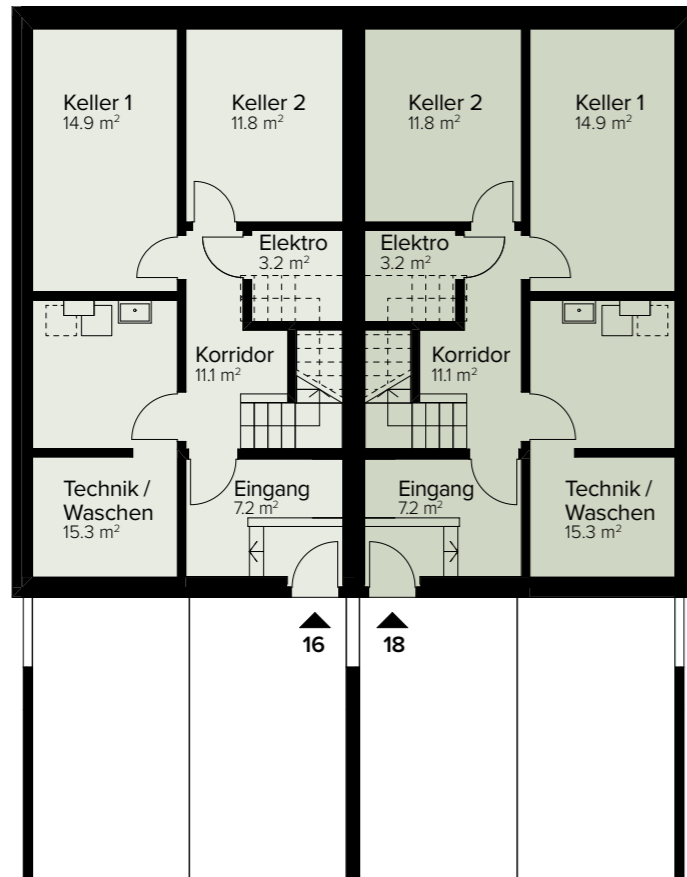 Keller 1
14.9 m²
Keller 2
11.8 m²
Keller 2
11.8 m²
Keller 1
14.9 m²
Elektro
3.2 m²
Elektro
3.2 m²
Korridor
11.1 m²
Korridor
11.1 m²
Technik /
Waschen
15.3 m²
Eingang
7.2 m²
Eingang
7.2 m²
Technik /
Waschen
15.3 m²
16
18